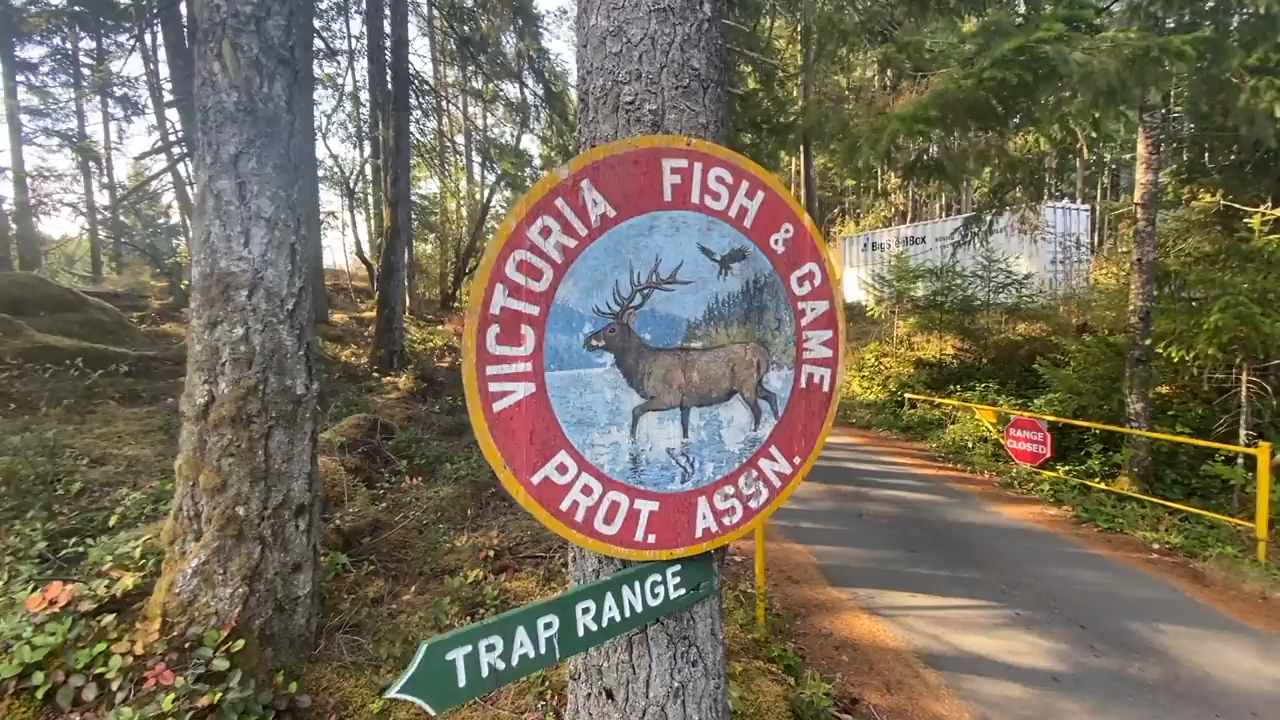 VICTORIA FISH & GAME
PROT. ASSN.
TRAP RANGE
BigSteelBox
RANGE
CLOSED